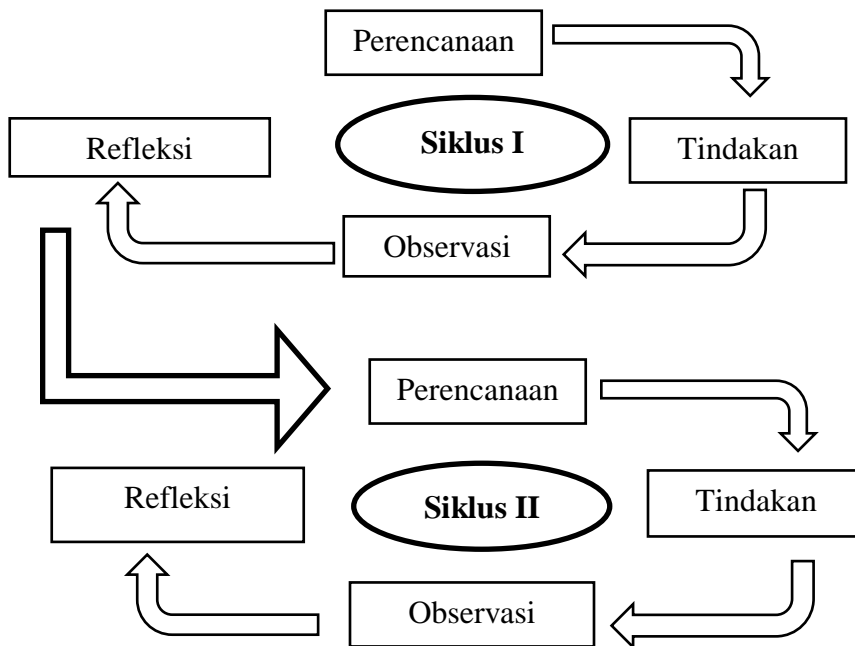 Perencanaan
Siklus I
Refleksi
Tindakan
Observasi
Perencanaan
Refleksi
Siklus II
Tindakan
Observasi